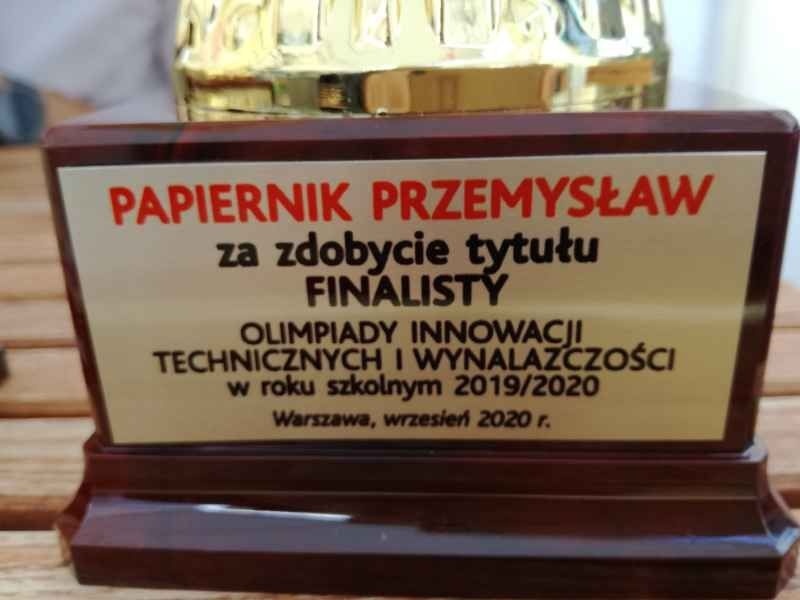 PAPIERNIK PRZEMYSŁAW
za zdobycie tytułu
FINALISTY
OLIMPIADY INNOWACJI
TECHNICZNYCH I WYNALAZCZOŚCI
w roku szkolnym 2019/2020
Warszawa, wrzesień 2020 r.